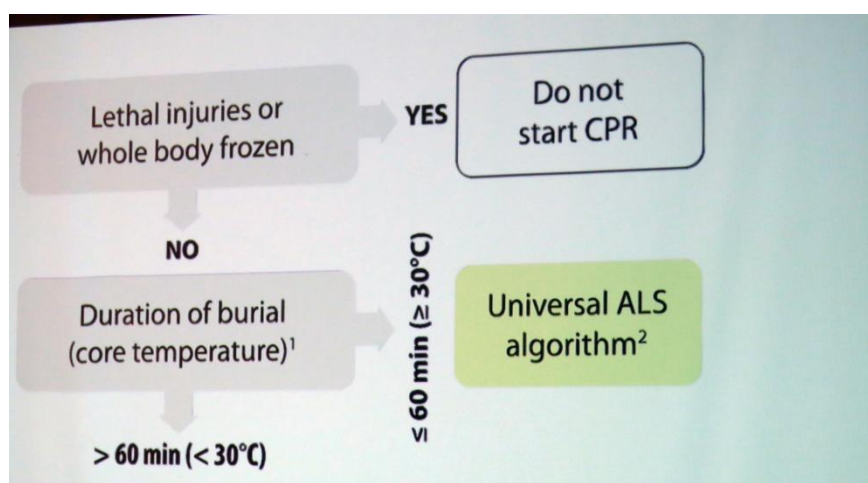 Lethal injuries or
whole body frozen
YES
Do not
start CPR
NO
Duration of burial
(core temperature)¹
≤ 60 min (≥ 30°C)
Universal ALS
algorithm²
> 60 min (< 30°C)